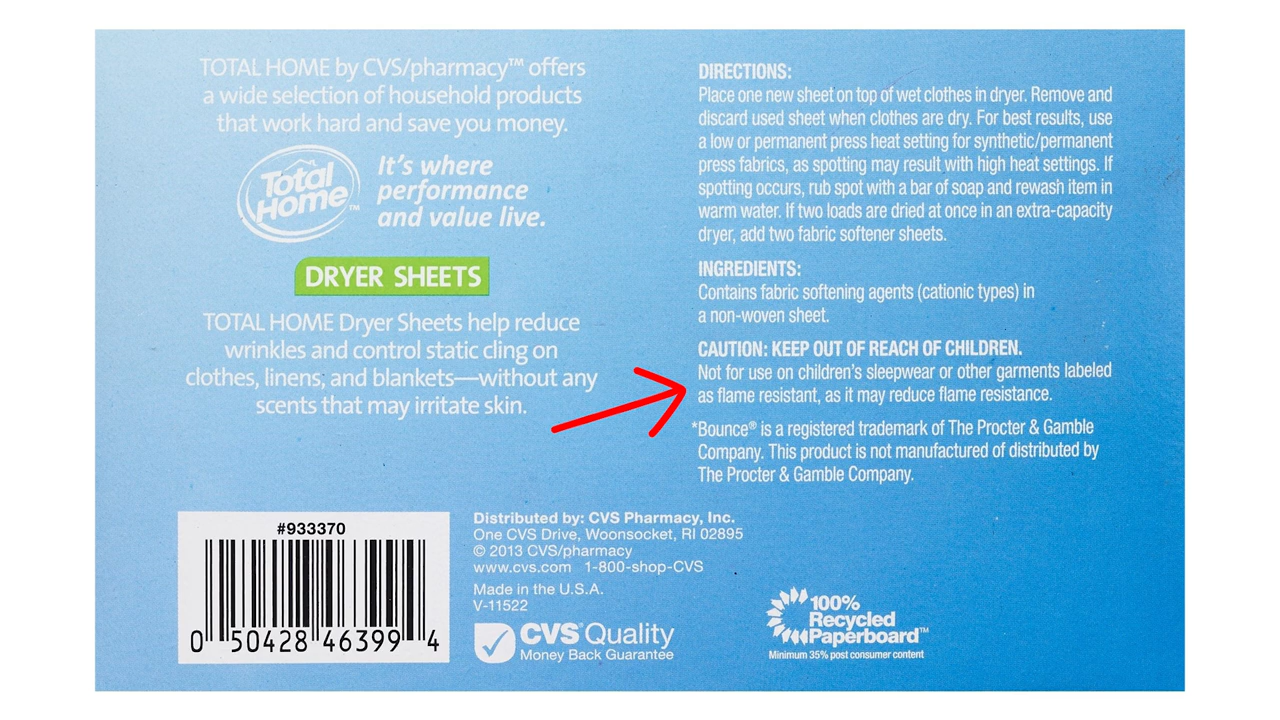 TOTAL HOME by CVS/pharmacy™ offers
a wide selection of household products
that work hard and save you money.
Total
Home™
It's where
performance
and value live.
DRYER SHEETS
TOTAL HOME Dryer Sheets help reduce
wrinkles and control static cling on
clothes, linens, and blankets—without any
scents that may irritate skin.
DIRECTIONS:
Place one new sheet on top of wet clothes in dryer. Remove and
discard used sheet when clothes are dry. For best results, use
a low or permanent press heat setting for synthetic/permanent
press fabrics, as spotting may result with high heat settings. If
spotting occurs, rub spot with a bar of soap and rewash item in
warm water. If two loads are dried at once in an extra-capacity
dryer, add two fabric softener sheets.
INGREDIENTS:
Contains fabric softening agents (cationic types) in
a non-woven sheet.
CAUTION: KEEP OUT OF REACH OF CHILDREN.
Not for use on children's sleepwear or other garments labeled
as flame resistant, as it may reduce flame resistance.
*Bounce® is a registered trademark of The Procter & Gamble
Company. This product is not manufactured of distributed by
The Procter & Gamble Company.
#933370
0 50428 46399 4
Distributed by: CVS Pharmacy, Inc.
One CVS Drive, Woonsocket, RI 02895
© 2013 CVS/pharmacy
www.cvs.com 1-800-shop-CVS
Made in the U.S.A.
V-11522
CVS® Quality
Money Back Guarantee
100%
Recycled
Paperboard™
Minimum 35% post consumer content